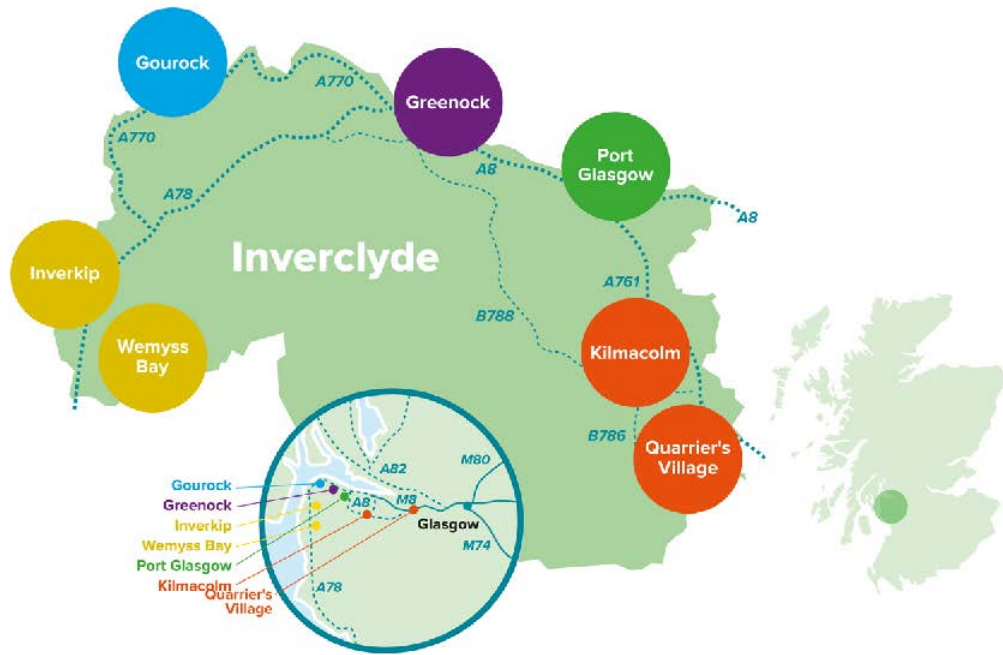 Gourock
A770
A770
Greenock
A770
A78
A8
Port
Glasgow
A8
Inverclyde
Inverkip
A761
B788
Wemyss
Bay
Kilmacolm
B786
Quarrier's
Village
A82
M80
Gourock
Greenock
A8
M8
Inverkip
Glasgow
Wemyss Bay
M74
Port Glasgow
Kilmacolm
A78
Quarrier's
Village